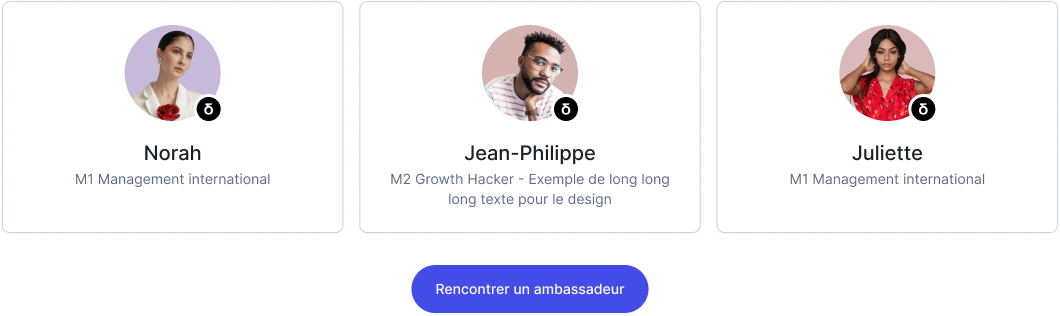 δ
δ
δ
Norah
Jean-Philippe
Juliette
M1 Management international
M2 Growth Hacker - Exemple de long long
long texte pour le design
M1 Management international
Rencontrer un ambassadeur